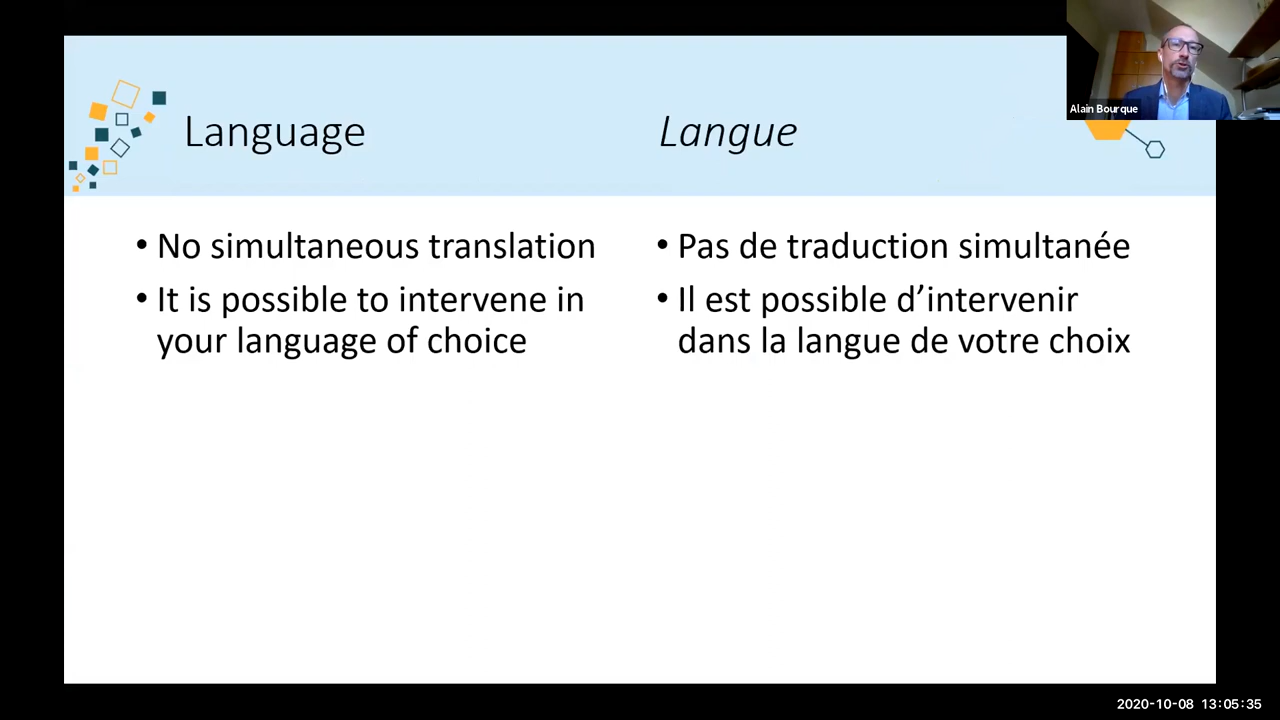 Alain Bourque
Language
Langue
• No simultaneous translation
• It is possible to intervene in
your language of choice
• Pas de traduction simultanée
• Il est possible d’intervenir
dans la langue de votre choix
2020-10-08 13:05:35